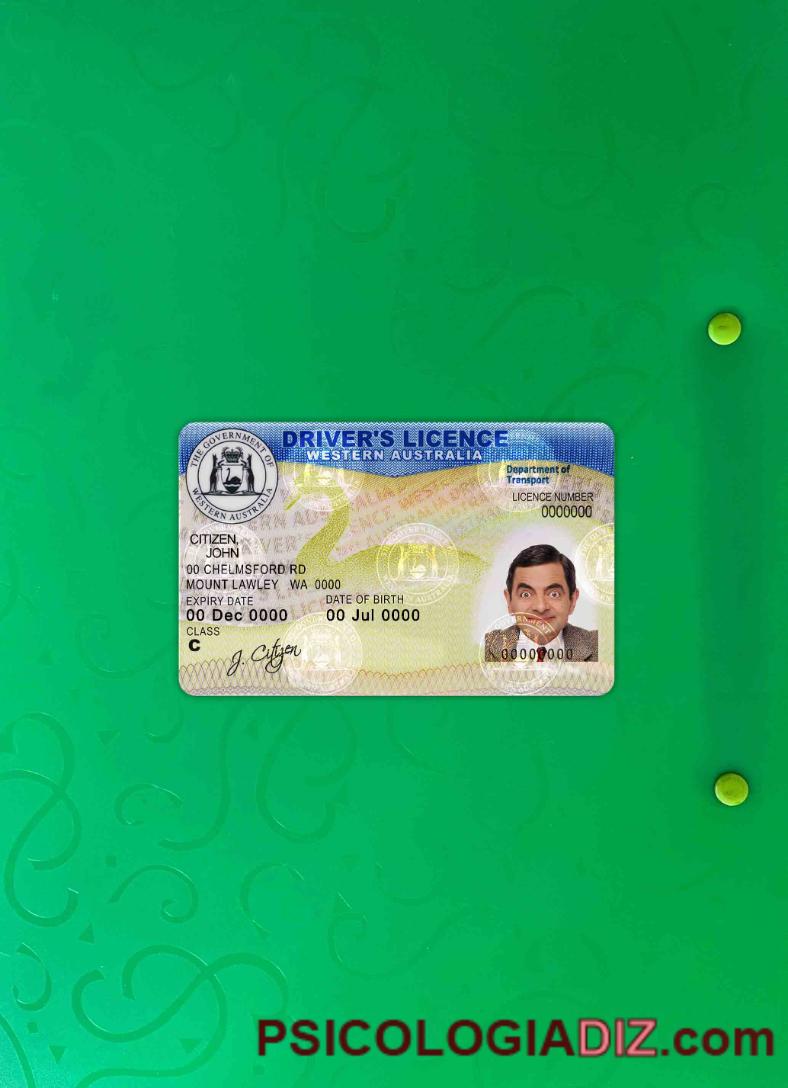 THE GOVERNMENT OF
WESTERN AUSTRALIA
DRIVER'S LICENCE
WESTERN AUSTRALIA
Department of
Transport
LICENCE NUMBER
0000000
CITIZEN,
JOHN
00 CHELMSFORD RD
MOUNT LAWLEY WA 0000
EXPIRY DATE
DATE OF BIRTH
00 Dec 0000
00 Jul 0000
CLASS
C
J. Citizen
PSICOLOGIADIZ.com